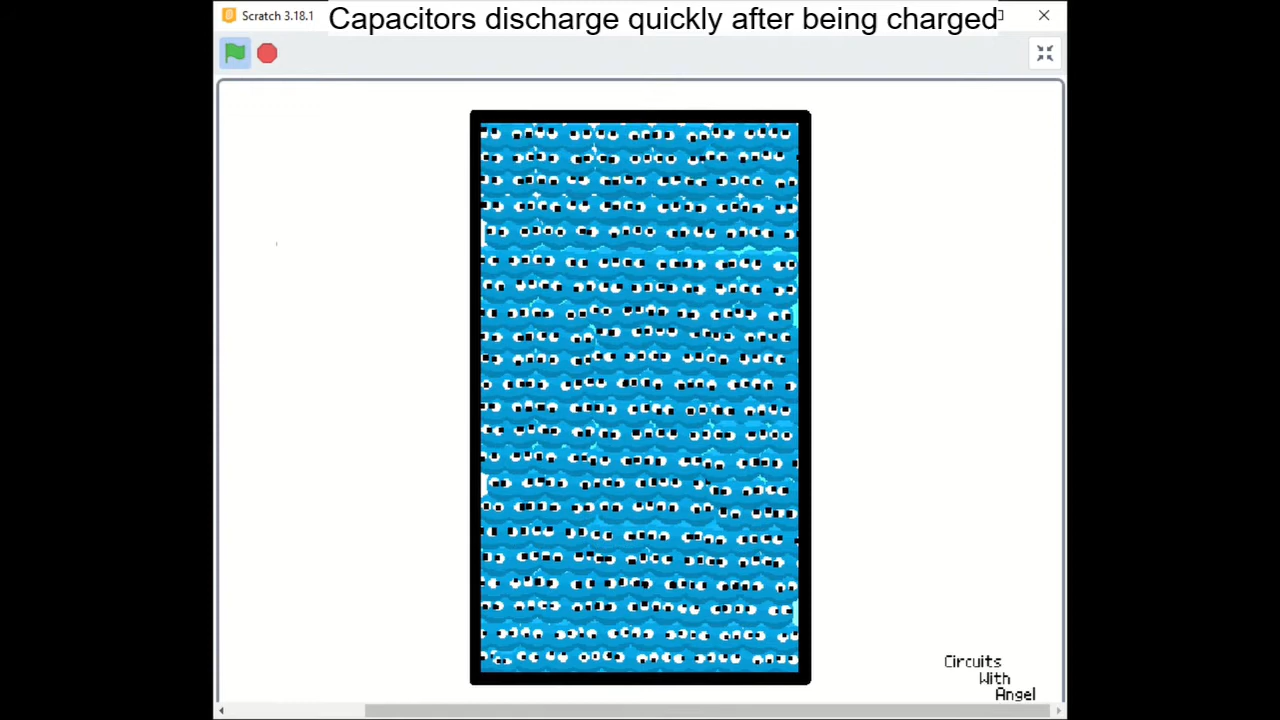 Scratch 3.18.1
Capacitors discharge quickly after being charged
Circuits
With
Angel